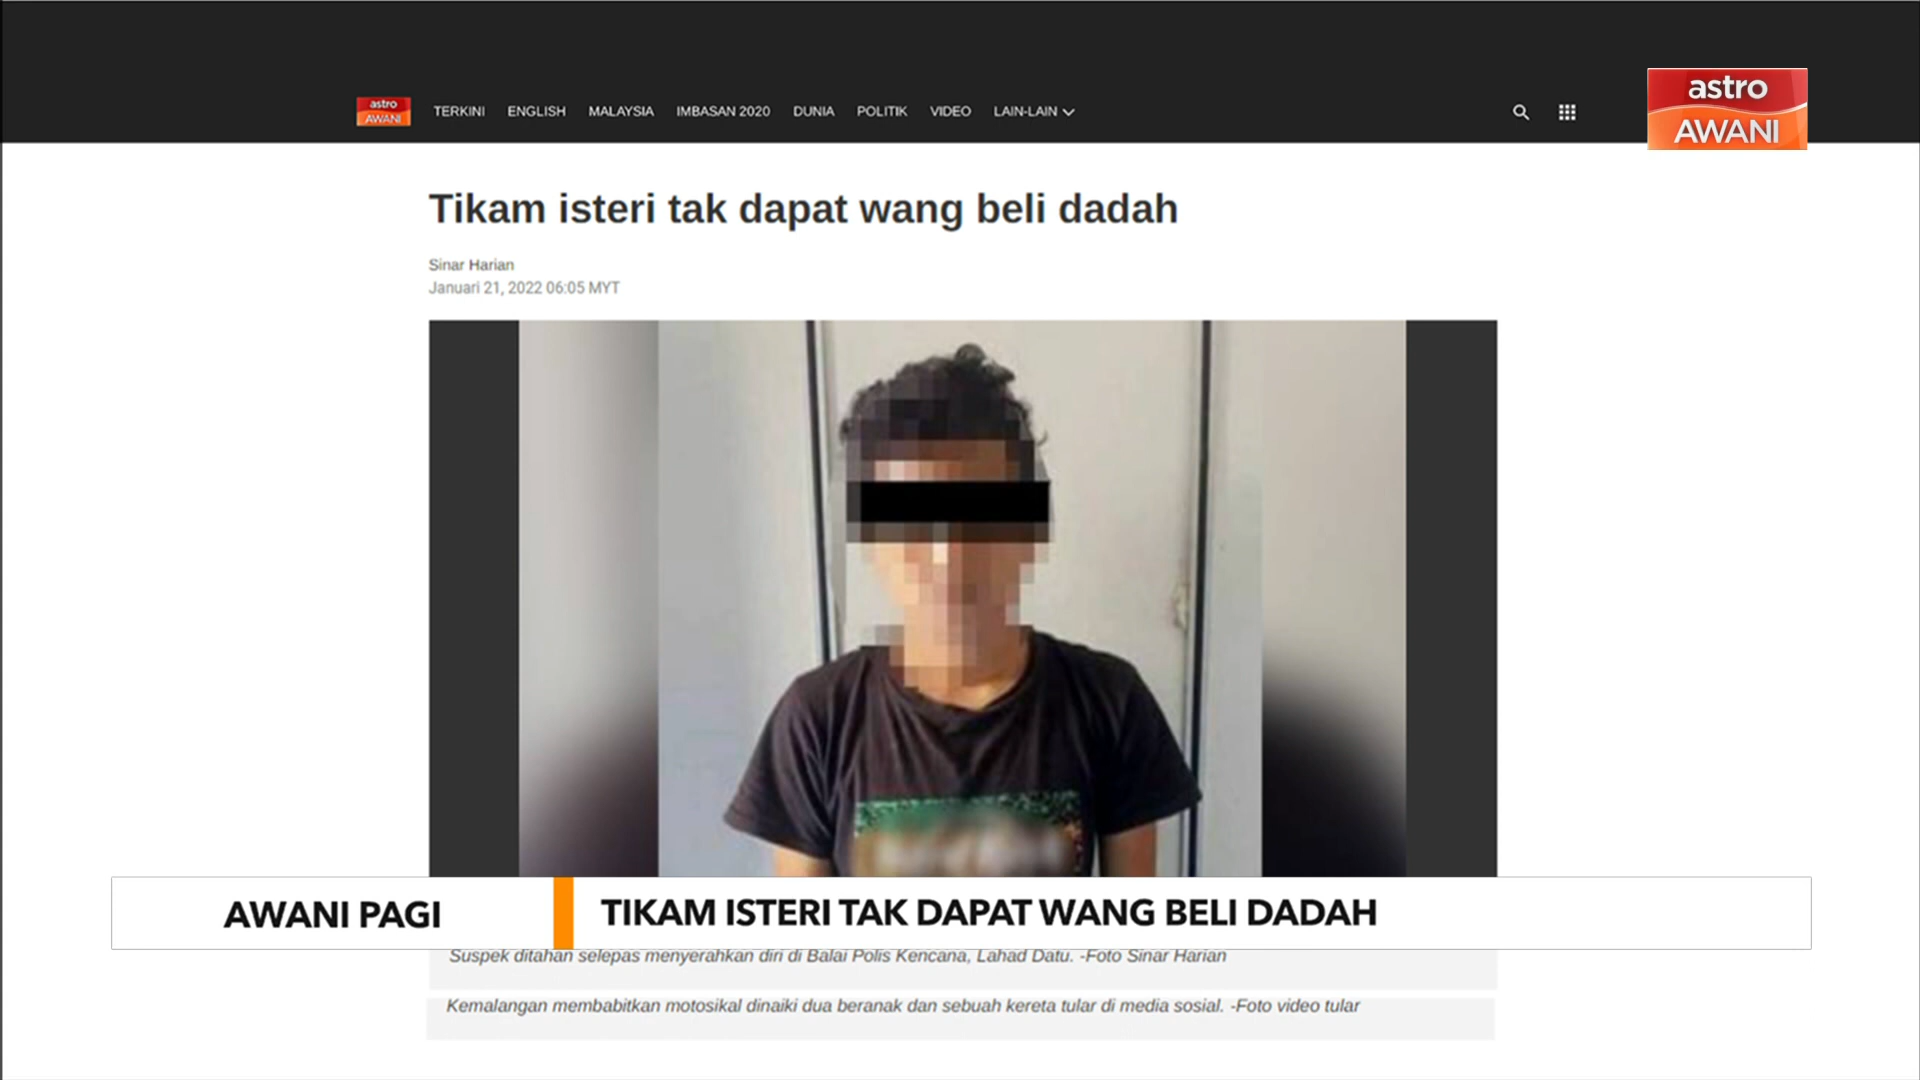 astro
AWANI
TERKINI ENGLISH MALAYSIA IMBASAN 2020 DUNIA POLITIK VIDEO LAIN-LAIN
astro
AWANI
Tikam isteri tak dapat wang beli dadah
Sinar Harian
Januari 21, 2022 06:05 MYT
AWANI PAGI
TIKAM ISTERI TAK DAPAT WANG BELI DADAH
Suspek ditahan selepas menyerahkan diri di Balai Polis Kencana, Lahad Datu. -Foto Sinar Harian
Kemalangan membabitkan motosikal dinaiki dua beranak dan sebuah kereta tular di media sosial. -Foto video tular